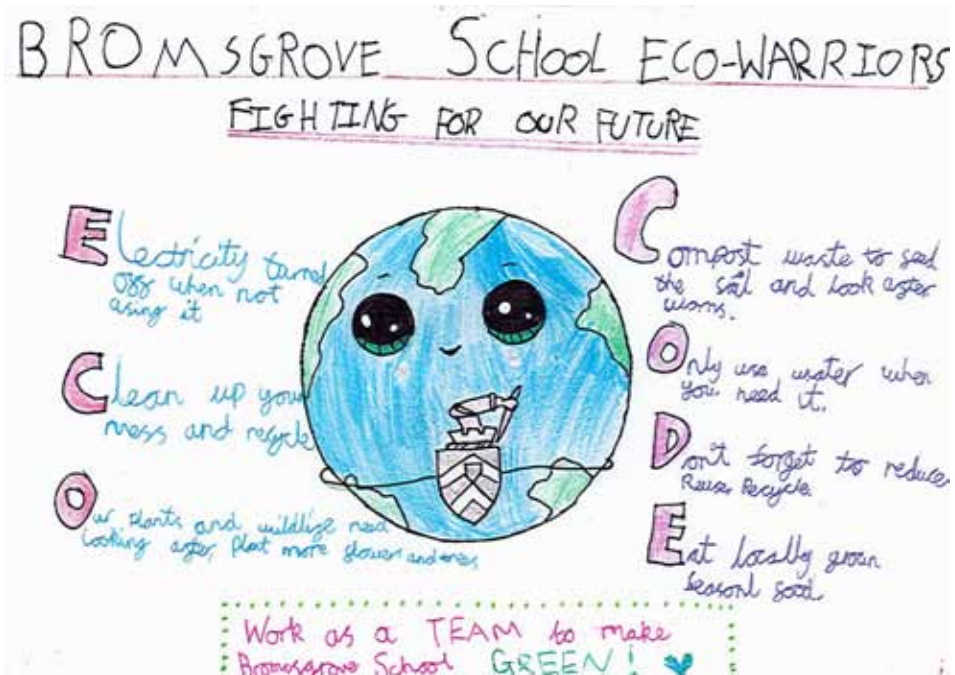 BROMSGROVE SCHOOL ECO-WARRIORS
FIGHTING FOR OUR FUTURE
Electricity turned
off when not
using it
Clean up your
mess and recycle
Our plants and wildlife need
looking after, plant more flowers and trees
Compost waste to feed
the soil and look after
worms.
Only use water when
you need it.
Don't forget to reduce
Reuse Recycle.
Eat locally grown
Seasonl food
Work as a TEAM to make
Bromsgrove School GREEN!